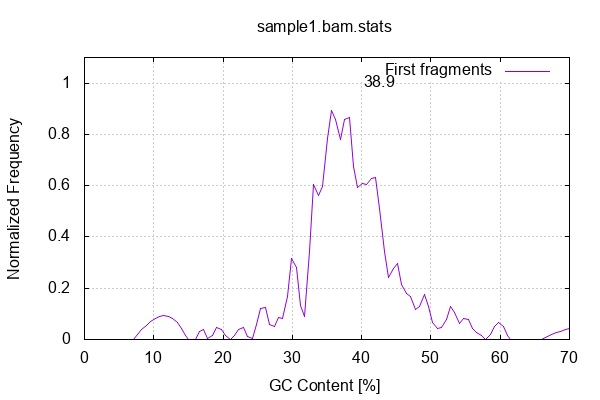 sample1.bam.stats
First fragments
38.9
Normalized Frequency
1
0.8
0.6
0.4
0.2
0
0 10 20 30 40 50 60 70
GC Content [%]